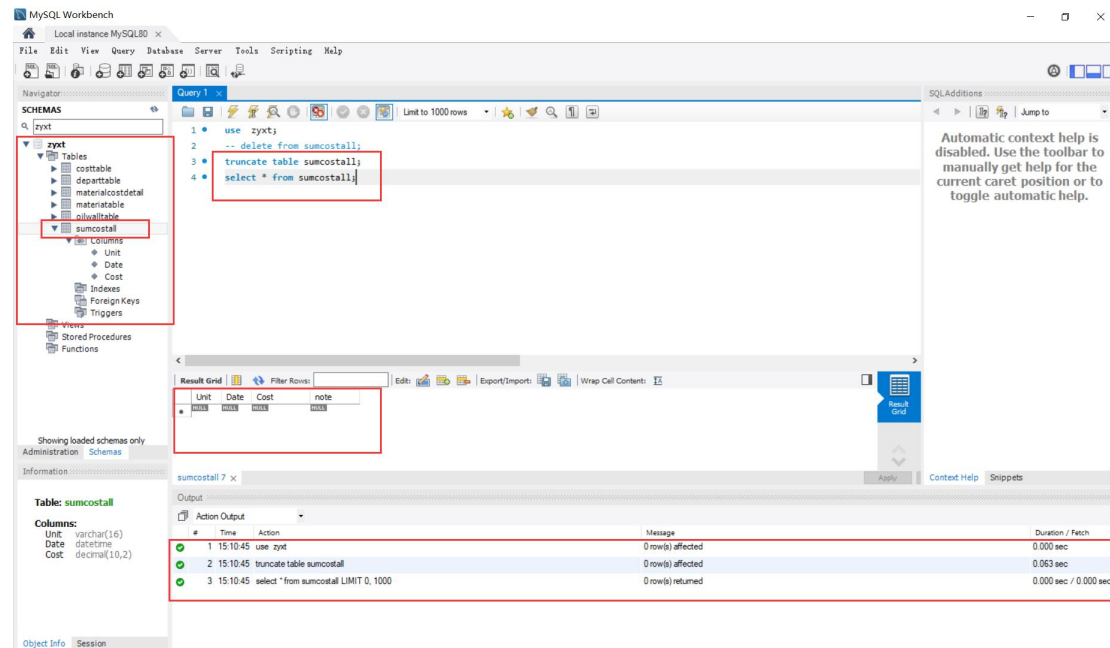 MySQL Workbench
Local instance MySQL80 ×
File Edit View Query Database Server Tools Scripting Help
Navigator
SCHEMAS
zyxt
zyxt
Tables
costtable
departtable
materialcostdetail
materiatable
oilwalltable
sumcostall
Columns
Unit
Date
Cost
Indexes
Foreign Keys
Triggers
Views
Stored Procedures
Functions
Showing loaded schemas only
Administration Schemas
Information
Table: sumcostall
Columns:
Unit varchar(16)
Date datetime
Cost decimal(10,2)
Object Info Session
Query 1 ×
Limit to 1000 rows
1 use zyxt;
2 -- delete from sumcostall;
3 truncate table sumcostall;
4 select * from sumcostall;
Result Grid Filter Rows: Edit: Export/Import: Wrap Cell Content:
Unit Date Cost note
NULL NULL NULL NULL
Result
Grid
sumcostall 7 ×
Apply
Output
Action Output
# Time Action Message Duration / Fetch
1 15:10:45 use zyxt 0 row(s) affected 0.000 sec
2 15:10:45 truncate table sumcostall 0 row(s) affected 0.063 sec
3 15:10:45 select * from sumcostall LIMIT 0, 1000 0 row(s) returned 0.000 sec / 0.000 sec
SQLAdditions
Jump to
Automatic context help is
disabled. Use the toolbar to
manually get help for the
current caret position or to
toggle automatic help.
Context Help Snippets